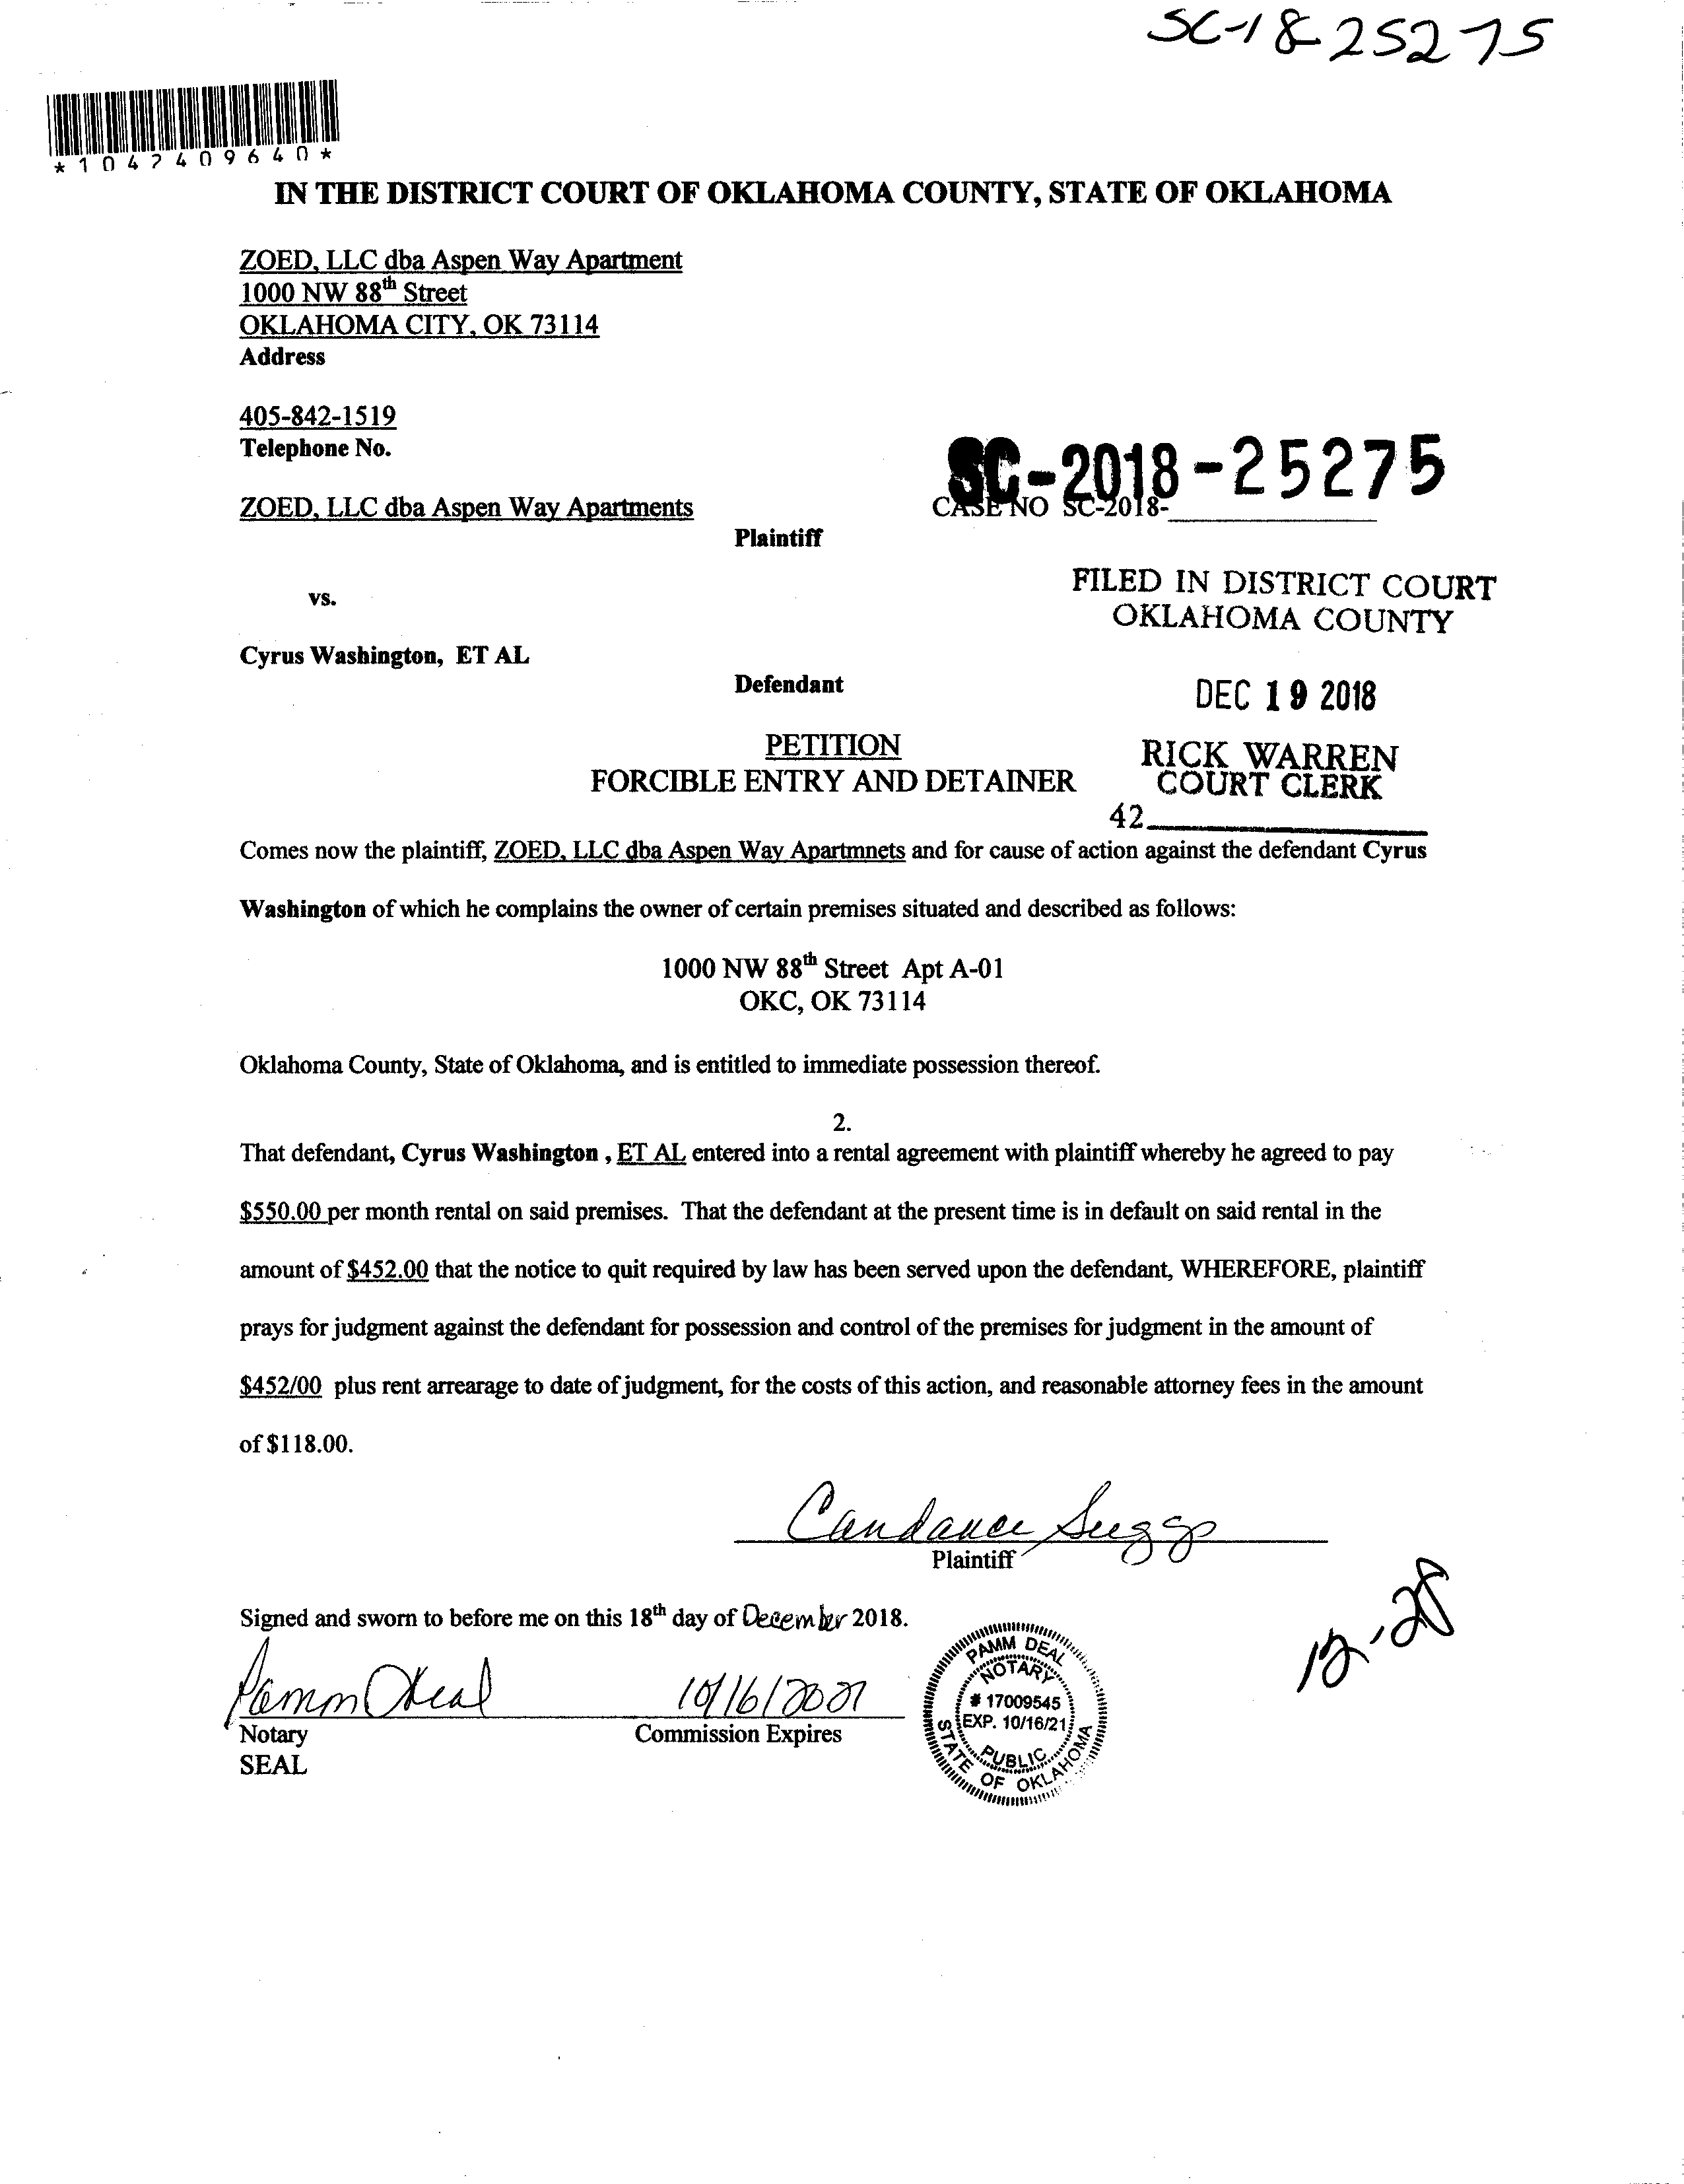 SC-18-25275
*1047409640*
IN THE DISTRICT COURT OF OKLAHOMA COUNTY, STATE OF OKLAHOMA
ZOED, LLC dba Aspen Way Apartment
1000 NW 88th Street
OKLAHOMA CITY, OK 73114
Address
405-842-1519
Telephone No.
SC-2018-25275
ZOED, LLC dba Aspen Way Apartments
CASE NO SC-2018-
Plaintiff
FILED IN DISTRICT COURT
OKLAHOMA COUNTY
vs.
Cyrus Washington, ET AL
Defendant
DEC 19 2018
PETITION
FORCIBLE ENTRY AND DETAINER
RICK WARREN
COURT CLERK
42
Comes now the plaintiff, ZOED, LLC dba Aspen Way Apartmnets and for cause of action against the defendant Cyrus
Washington of which he complains the owner of certain premises situated and described as follows:
1000 NW 88th Street Apt A-01
OKC, OK 73114
Oklahoma County, State of Oklahoma, and is entitled to immediate possession thereof.
2.
That defendant, Cyrus Washington , ET AL entered into a rental agreement with plaintiff whereby he agreed to pay
$550.00 per month rental on said premises. That the defendant at the present time is in default on said rental in the
amount of $452.00 that the notice to quit required by law has been served upon the defendant, WHEREFORE, plaintiff
prays for judgment against the defendant for possession and control of the premises for judgment in the amount of
$452/00 plus rent arrearage to date of judgment, for the costs of this action, and reasonable attorney fees in the amount
of $118.00.
Candance Suggs
Plaintiff
Signed and sworn to before me on this 18th day of December 2018.
Pamm Deal
10/16/2021
Notary
Commission Expires
SEAL
PAMM DEAL
NOTARY
# 17009545
EXP. 10/16/21
PUBLIC
STATE OF OKLAHOMA
12-28